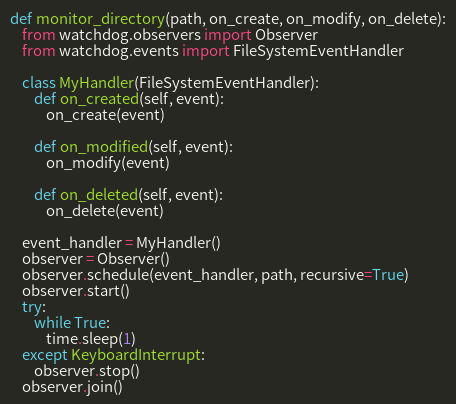 def monitor_directory(path, on_create, on_modify, on_delete):
    from watchdog.observers import Observer
    from watchdog.events import FileSystemEventHandler

    class MyHandler(FileSystemEventHandler):
        def on_created(self, event):
            on_create(event)

        def on_modified(self, event):
            on_modify(event)

        def on_deleted(self, event):
            on_delete(event)

    event_handler = MyHandler()
    observer = Observer()
    observer.schedule(event_handler, path, recursive=True)
    observer.start()
    try:
        while True:
            time.sleep(1)
    except KeyboardInterrupt:
        observer.stop()
    observer.join()